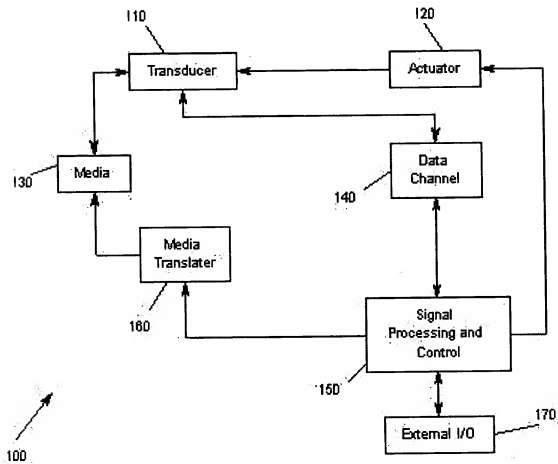 110
120
Transducer
Actuator
130
Media
Data
Channel
140
Media
Translater
160
Signal
Processing and
Control
150
170
External I/O
100